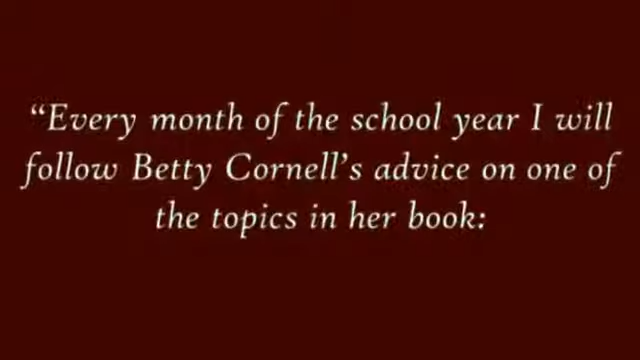 “Every month of the school year I will
follow Betty Cornell’s advice on one of
the topics in her book: